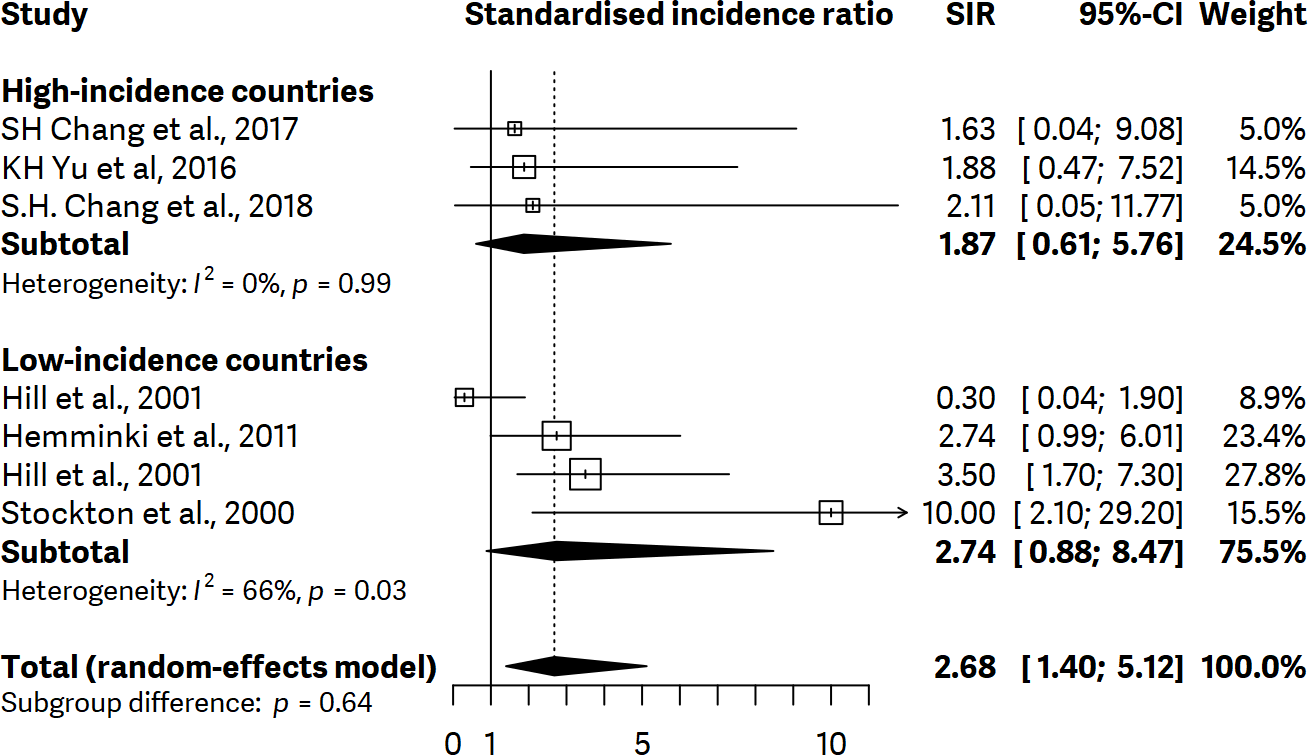 Study Standardised incidence ratio SIR 95%-CI Weight
High-incidence countries
SH Chang et al., 2017 1.63 [ 0.04; 9.08] 5.0%
KH Yu et al, 2016 1.88 [ 0.47; 7.52] 14.5%
S.H. Chang et al., 2018 2.11 [ 0.05; 11.77] 5.0%
Subtotal 1.87 [ 0.61; 5.76] 24.5%
Heterogeneity: I² = 0%, p = 0.99
Low-incidence countries
Hill et al., 2001 0.30 [ 0.04; 1.90] 8.9%
Hemminki et al., 2011 2.74 [ 0.99; 6.01] 23.4%
Hill et al., 2001 3.50 [ 1.70; 7.30] 27.8%
Stockton et al., 2000 10.00 [ 2.10; 29.20] 15.5%
Subtotal 2.74 [ 0.88; 8.47] 75.5%
Heterogeneity: I² = 66%, p = 0.03
Total (random-effects model) 2.68 [ 1.40; 5.12] 100.0%
Subgroup difference: p = 0.64
0 1 5 10